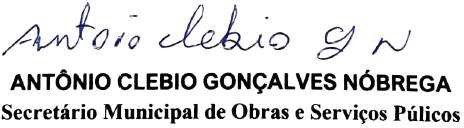 Antoio clebio g N
ANTÔNIO CLEBIO GONÇALVES NÓBREGA
Secretário Municipal de Obras e Serviços Púlicos